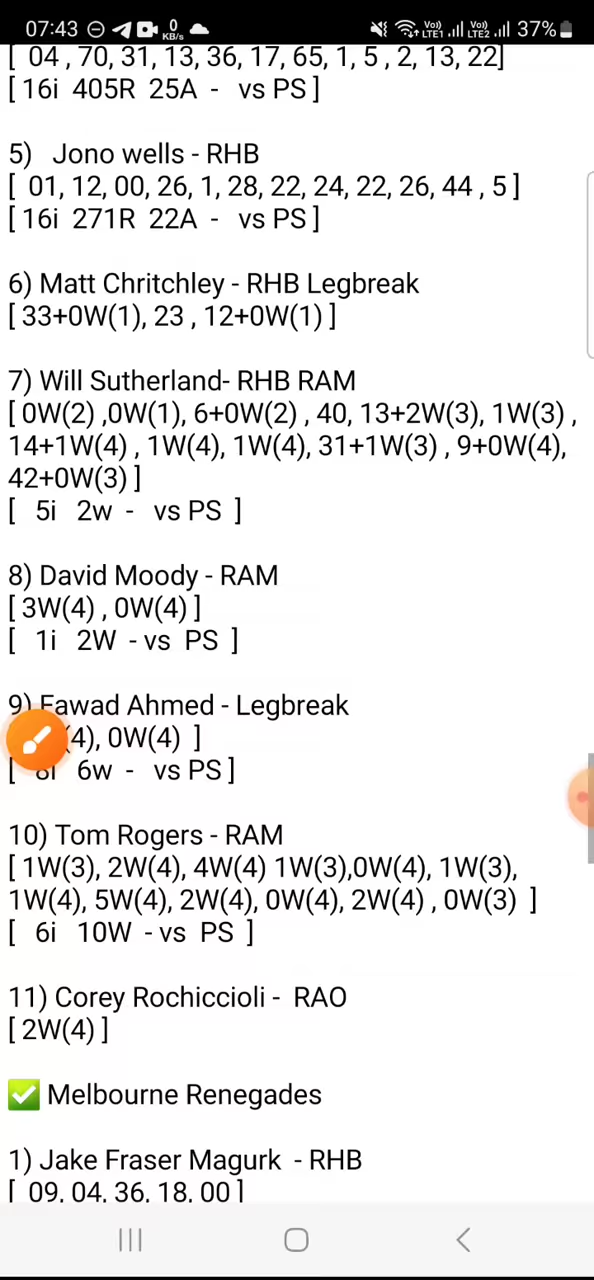 07:43 0 KB/s Vo)) LTE1 Vo)) LTE2 37%
[ 04 , 70, 31, 13, 36, 17, 65, 1, 5 , 2, 13, 22]
[ 16i 405R 25A - vs PS ]
5) Jono wells - RHB
[ 01, 12, 00, 26, 1, 28, 22, 24, 22, 26, 44 , 5 ]
[ 16i 271R 22A - vs PS ]
6) Matt Chritchley - RHB Legbreak
[ 33+0W(1), 23 , 12+0W(1) ]
7) Will Sutherland- RHB RAM
[ 0W(2) ,0W(1), 6+0W(2) , 40, 13+2W(3), 1W(3) ,
14+1W(4) , 1W(4), 1W(4), 31+1W(3) , 9+0W(4),
42+0W(3) ]
[ 5i 2w - vs PS ]
8) David Moody - RAM
[ 3W(4) , 0W(4) ]
[ 1i 2W - vs PS ]
9) Fawad Ahmed - Legbreak
(4), 0W(4) ]
[ 8i 6w - vs PS ]
10) Tom Rogers - RAM
[ 1W(3), 2W(4), 4W(4) 1W(3),0W(4), 1W(3),
1W(4), 5W(4), 2W(4), 0W(4), 2W(4) , 0W(3) ]
[ 6i 10W - vs PS ]
11) Corey Rochiccioli - RAO
[ 2W(4) ]
✅ Melbourne Renegades
1) Jake Fraser Magurk - RHB
[ 09, 04, 36, 18, 00 ]